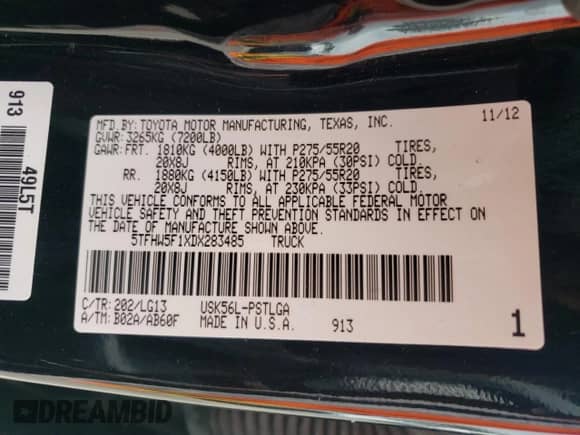 913
49L5T
MFD.BY:TOYOTA MOTOR MANUFACTURING, TEXAS, INC. 11/12
GVWR:3265KG (7200LB)
GAWR:FRT. 1810KG (4000LB) WITH P275/55R20 TIRES,
20X8J RIMS, AT 210KPA (30PSI) COLD
RR. 1880KG (4150LB) WITH P275/55R20 TIRES,
20X8J RIMS, AT 230KPA (33PSI) COLD.
THIS VEHICLE CONFORMS TO ALL APPLICABLE FEDERAL MOTOR
VEHICLE SAFETY AND THEFT PREVENTION STANDARDS IN EFFECT ON
THE DATE OF MANUFACTURE SHOWN ABOVE.
5TFHW5F1XDX283485 TRUCK
C/TR:202/LG13 USK56L-PSTLGA
A/TM:B02A/AB60F MADE IN U.S.A. 913 1
DREAMBID